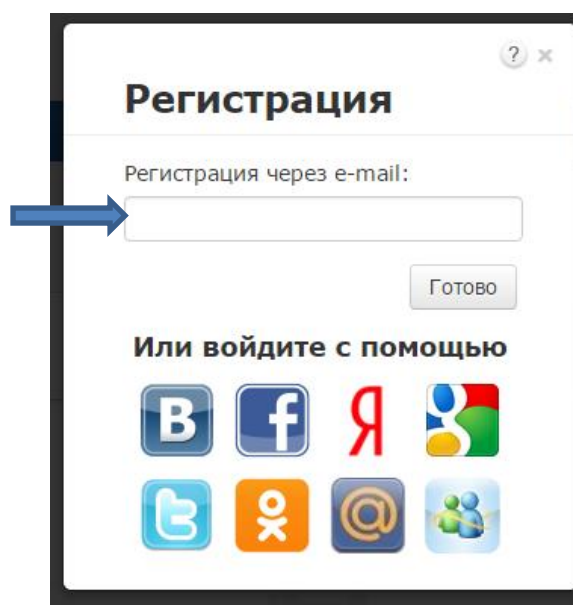 ? ×
Регистрация
Регистрация через e-mail:
Готово
Или войдите с помощью
В f Я g
t @